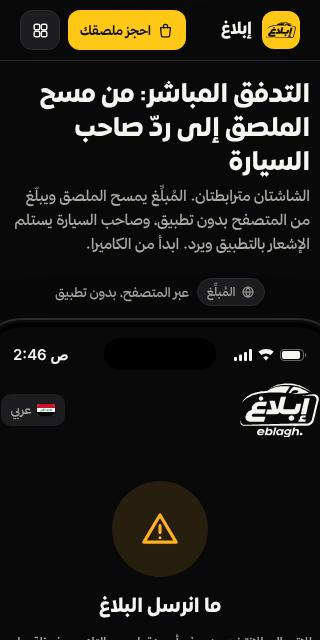 إبلاغ
احجز ملصقك
التدفق المباشر: من مسح
الملصق إلى ردّ صاحب
السيارة
الشاشتان مترابطتان. المُبلِّغ يمسح الملصق ويبلّغ
من المتصفح بدون تطبيق، وصاحب السيارة يستلم
الإشعار بالتطبيق ويرد. ابدأ من الكاميرا.
المُبلِّغ
عبر المتصفح، بدون تطبيق
2:46 ص
إبلاغ
eblagh.
عربي
ما انرسل البلاغ